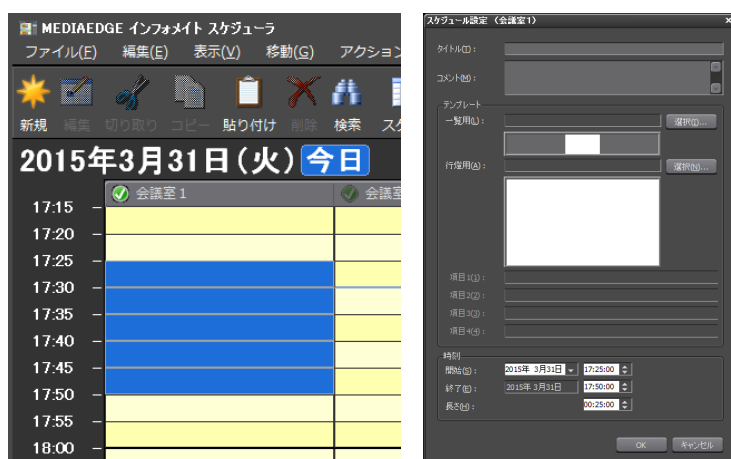 MEDIAEDGE インフォメイト スケジューラ
ファイル(F) 編集(E) 表示(V) 移動(G) アクション
新規 編集 切り取り コピー 貼り付け 削除 検索 スケ
2015年3月31日(火) 今日
会議室1 会議室
17:15
17:20
17:25
17:30
17:35
17:40
17:45
17:50
17:55
18:00
スケジュール設定 (会議室1) ×
タイトル(T):
コメント(M):
テンプレート
一覧用(L): 選択(I)...
行燈用(A): 選択(N)...
項目1(1):
項目2(2):
項目3(3):
項目4(4):
時刻
開始(S): 2015年 3月31日 17:25:00
終了(E): 2015年 3月31日 17:50:00
長さ(H): 00:25:00
OK キャンセル